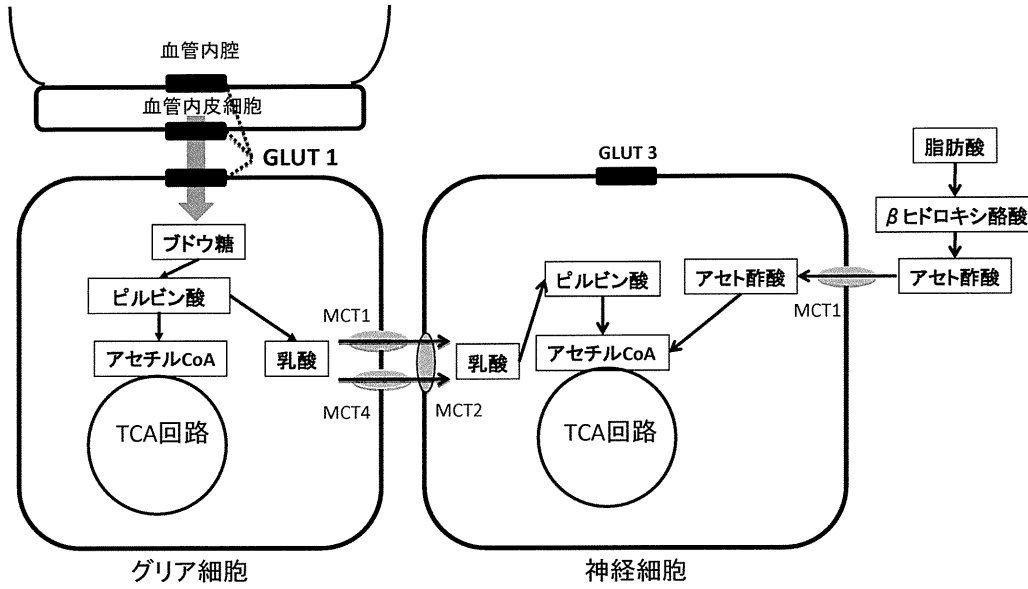 血管内腔
血管内皮細胞
GLUT 1
GLUT 3
脂肪酸
βヒドロキシ酪酸
アセト酢酸
アセト酢酸
MCT1
ブドウ糖
ピルビン酸
アセチルCoA
乳酸
TCA回路
MCT1
MCT4
MCT2
乳酸
ピルビン酸
アセチルCoA
TCA回路
グリア細胞
神経細胞